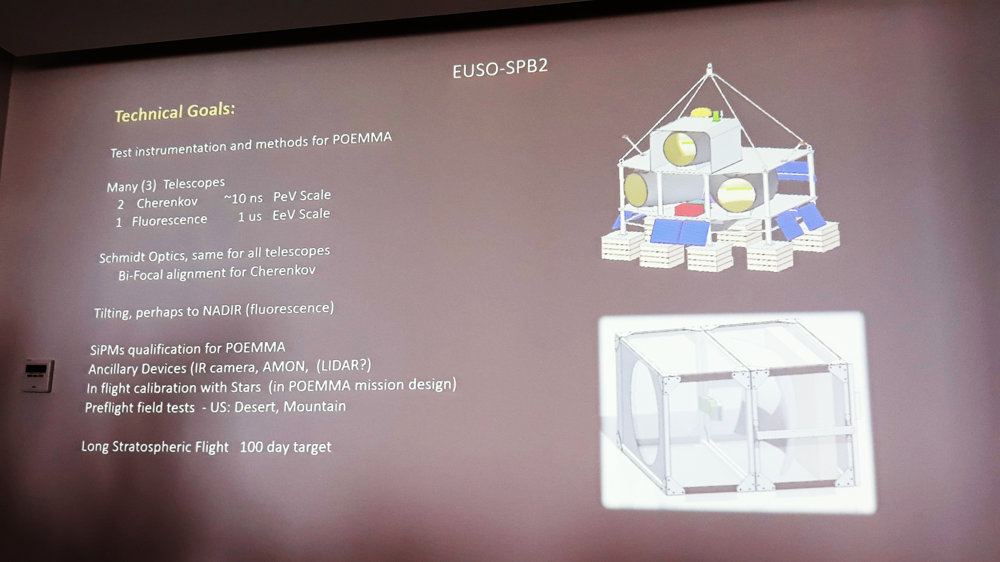 EUSO-SPB2
Technical Goals:
Test instrumentation and methods for POEMMA
Many (3) Telescopes
2 Cherenkov ~10 ns PeV Scale
1 Fluorescence 1 us EeV Scale
Schmidt Optics, same for all telescopes
Bi-Focal alignment for Cherenkov
Tilting, perhaps to NADIR (fluorescence)
SiPMs qualification for POEMMA
Ancillary Devices (IR camera, AMON, (LIDAR?)
In flight calibration with Stars (in POEMMA mission design)
Preflight field tests - US: Desert, Mountain
Long Stratospheric Flight 100 day target